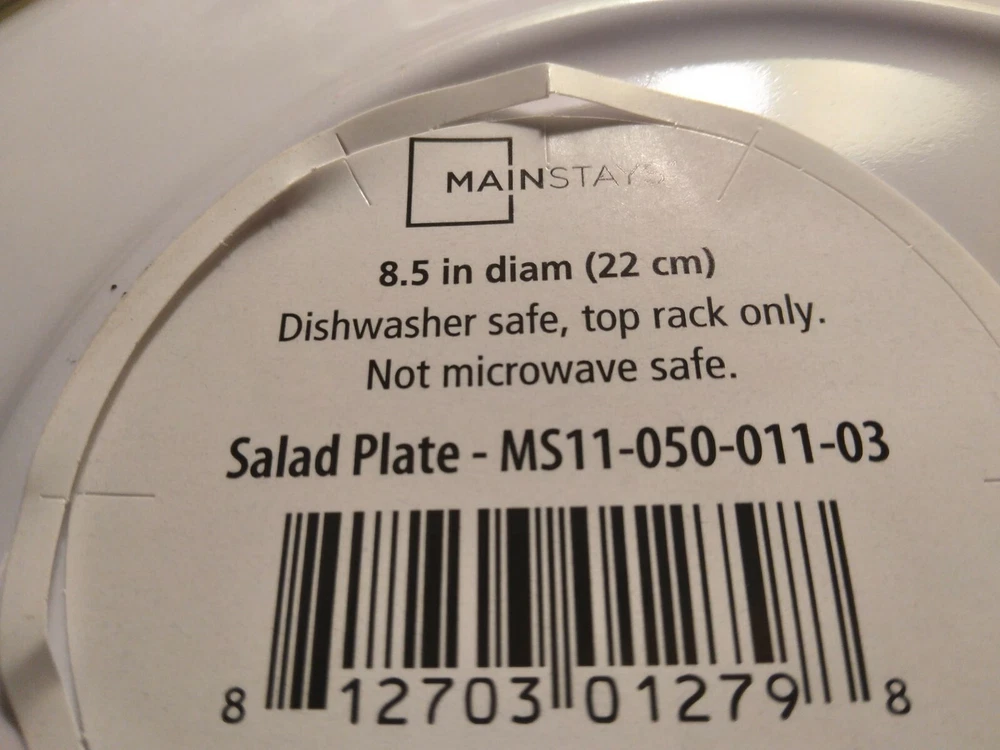 MAINSTAYS
8.5 in diam (22 cm)
Dishwasher safe, top rack only.
Not microwave safe.
Salad Plate - MS11-050-011-03
8 12703 01279 8